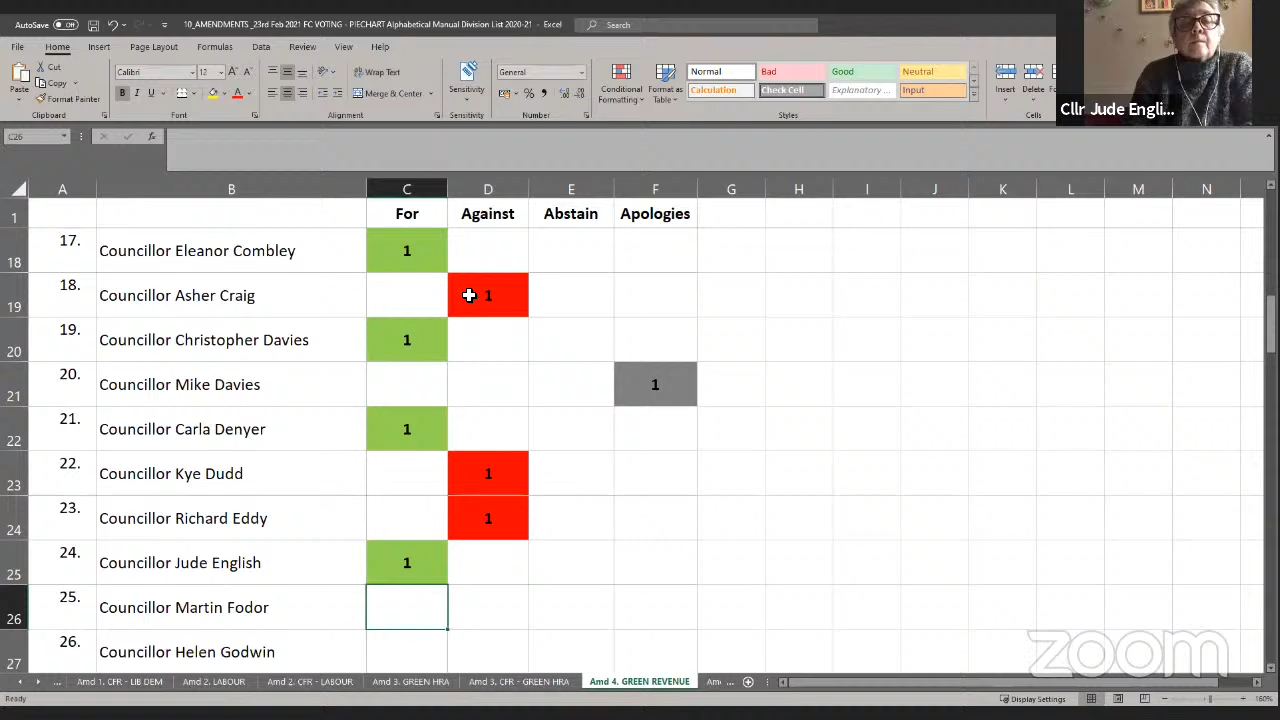 AutoSave Off 10_AMENDMENTS _23rd Feb 2021 FC VOTING - PIECHART Alphabetical Manual Division List 2020-21 - Excel Search
File Home Insert Page Layout Formulas Data Review View Help
Cut
Copy
Format Painter
Paste
Clipboard
Calibri 12
B I U
Font
Wrap Text
Merge & Center
Alignment
Sensitivity
Sensitivity
General
Number
Conditional Formatting
Format as Table
Normal Bad Good Neutral
Calculation Check Cell Explanatory ... Input
Styles
Insert Delete
Cells
Cllr Jude Engli...
C26 fx
A B C D E F G H I J K L M N
1 For Against Abstain Apologies
18 17. Councillor Eleanor Combley 1
19 18. Councillor Asher Craig 1
20 19. Councillor Christopher Davies 1
21 20. Councillor Mike Davies 1
22 21. Councillor Carla Denyer 1
23 22. Councillor Kye Dudd 1
24 23. Councillor Richard Eddy 1
25 24. Councillor Jude English 1
26 25. Councillor Martin Fodor
27 26. Councillor Helen Godwin
zoom
Amd 1. CFR - LIB DEM Amd 2. LABOUR Amd 2. CFR - LABOUR Amd 3. GREEN HRA Amd 3. CFR - GREEN HRA Amd 4. GREEN REVENUE ...
Ready Display Settings 160%